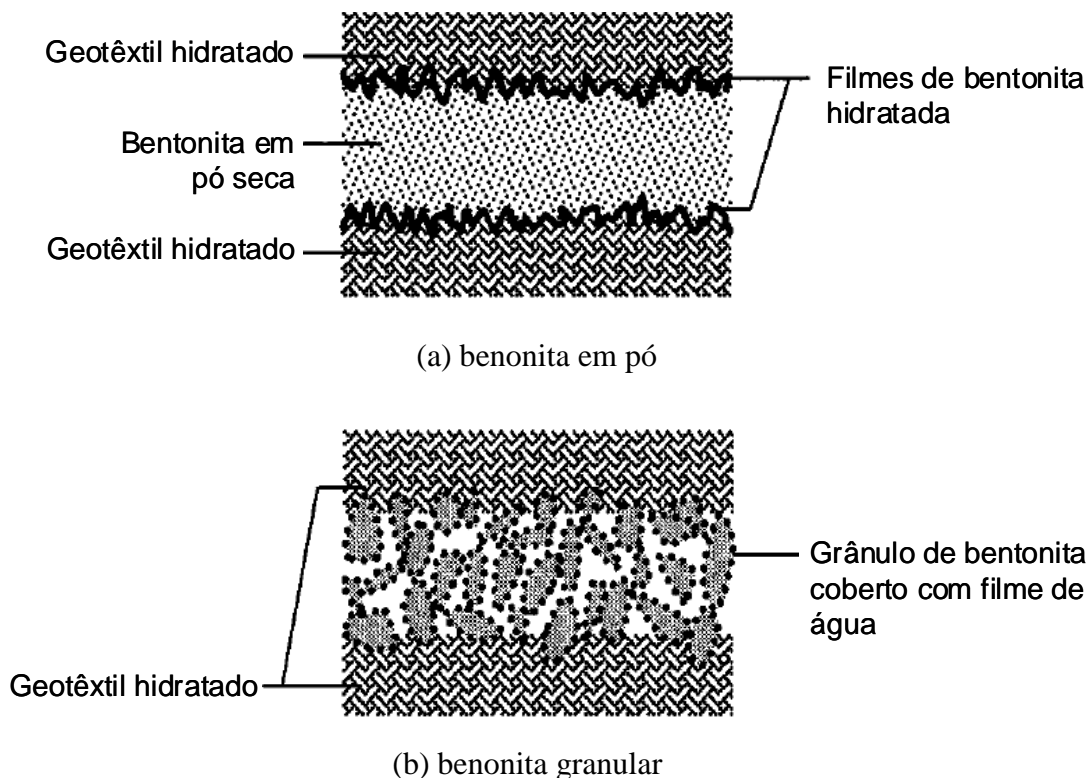 Geotêxtil hidratado
Filmes de bentonita
hidratada
Bentonita em
pó seca
Geotêxtil hidratado
(a) benonita em pó
Grânulo de bentonita
coberto com filme de
água
Geotêxtil hidratado
(b) benonita granular